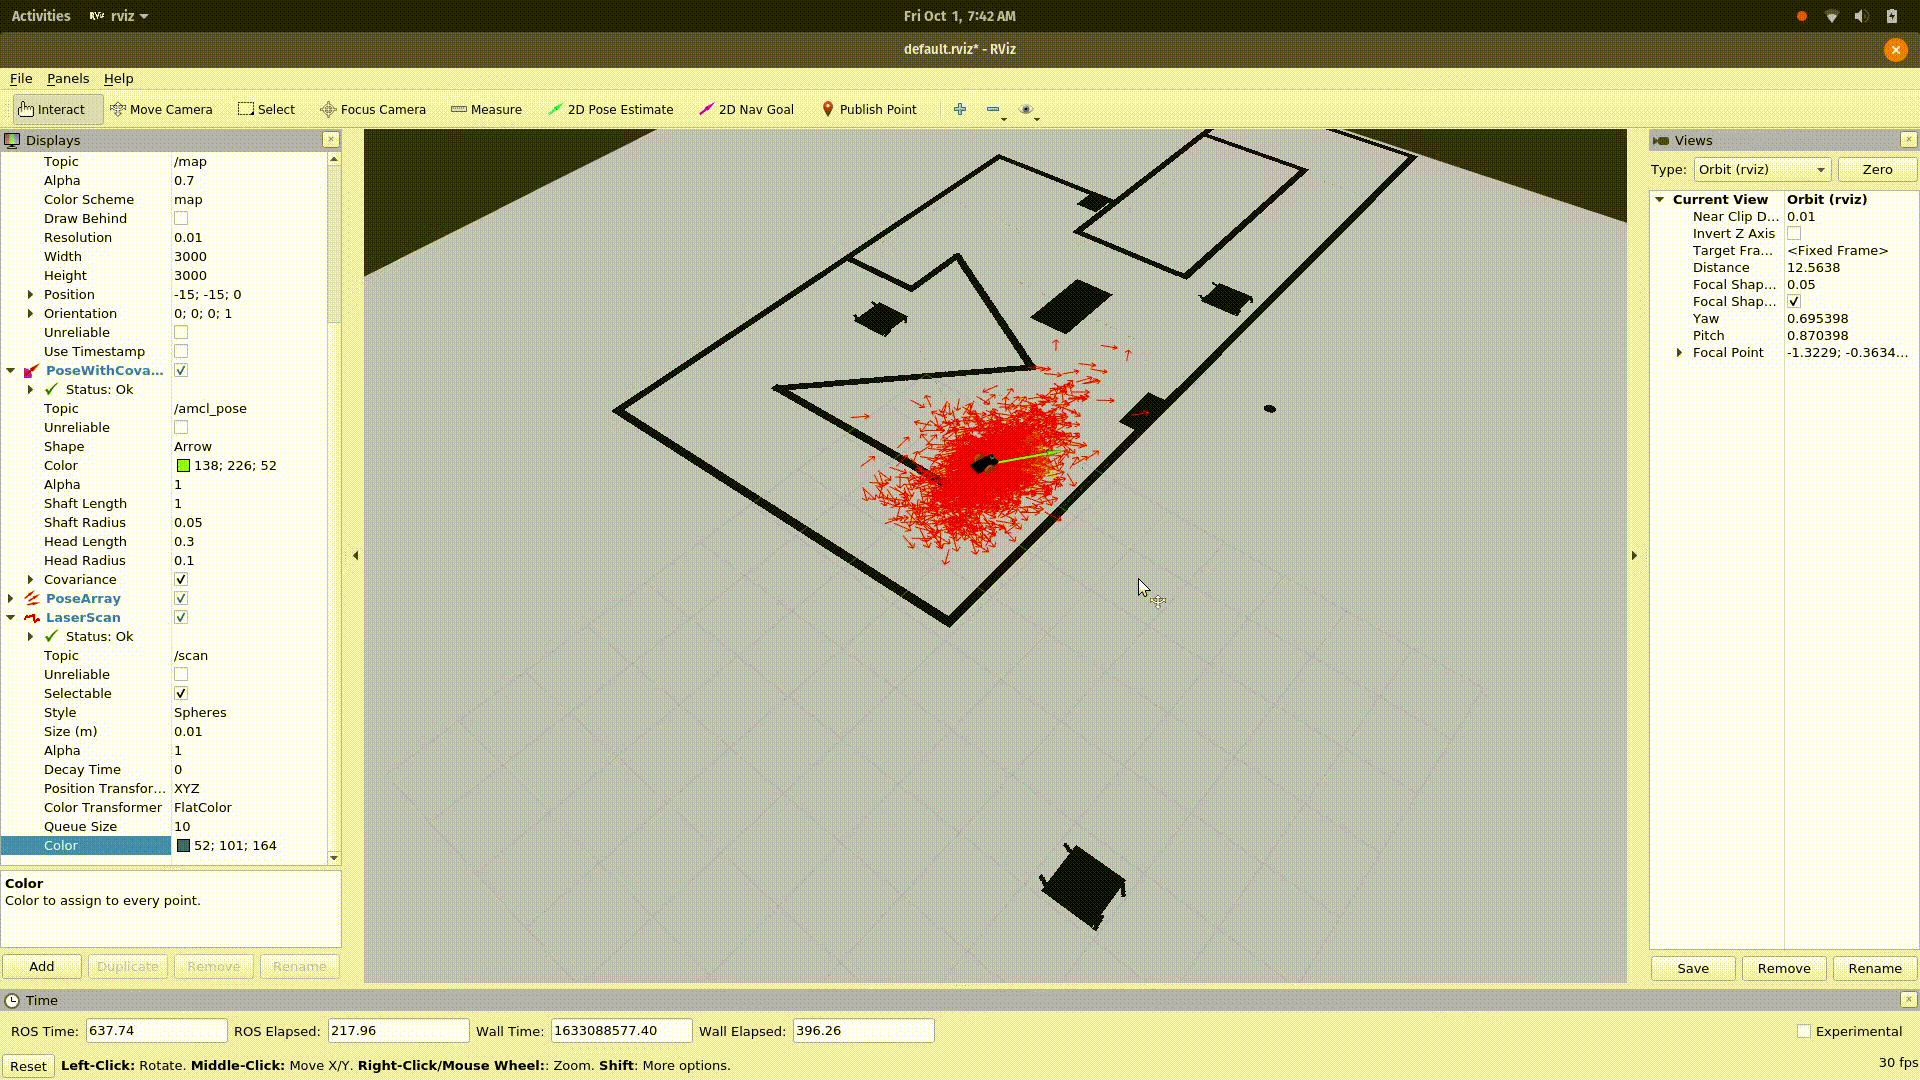 Activities rviz Fri Oct 1, 7:42 AM
default.rviz* - RViz
File Panels Help
Interact Move Camera Select Focus Camera Measure 2D Pose Estimate 2D Nav Goal Publish Point
Displays
Topic /map
Alpha 0.7
Color Scheme map
Draw Behind
Resolution 0.01
Width 3000
Height 3000
Position -15; -15; 0
Orientation 0; 0; 0; 1
Unreliable
Use Timestamp
PoseWithCova...
Status: Ok
Topic /amcl_pose
Unreliable
Shape Arrow
Color 138; 226; 52
Alpha 1
Shaft Length 1
Shaft Radius 0.05
Head Length 0.3
Head Radius 0.1
Covariance
PoseArray
LaserScan
Status: Ok
Topic /scan
Unreliable
Selectable
Style Spheres
Size (m) 0.01
Alpha 1
Decay Time 0
Position Transfor... XYZ
Color Transformer FlatColor
Queue Size 10
Color 52; 101; 164
Color
Color to assign to every point.
Add Duplicate Remove Rename
Views
Type: Orbit (rviz) Zero
Current View Orbit (rviz)
Near Clip D... 0.01
Invert Z Axis
Target Fra... <Fixed Frame>
Distance 12.5638
Focal Shap... 0.05
Focal Shap...
Yaw 0.695398
Pitch 0.870398
Focal Point -1.3229; -0.3634...
Save Remove Rename
Time
ROS Time: 637.74 ROS Elapsed: 217.96 Wall Time: 1633088577.40 Wall Elapsed: 396.26 Experimental
Reset Left-Click: Rotate. Middle-Click: Move X/Y. Right-Click/Mouse Wheel:: Zoom. Shift: More options. 30 fps